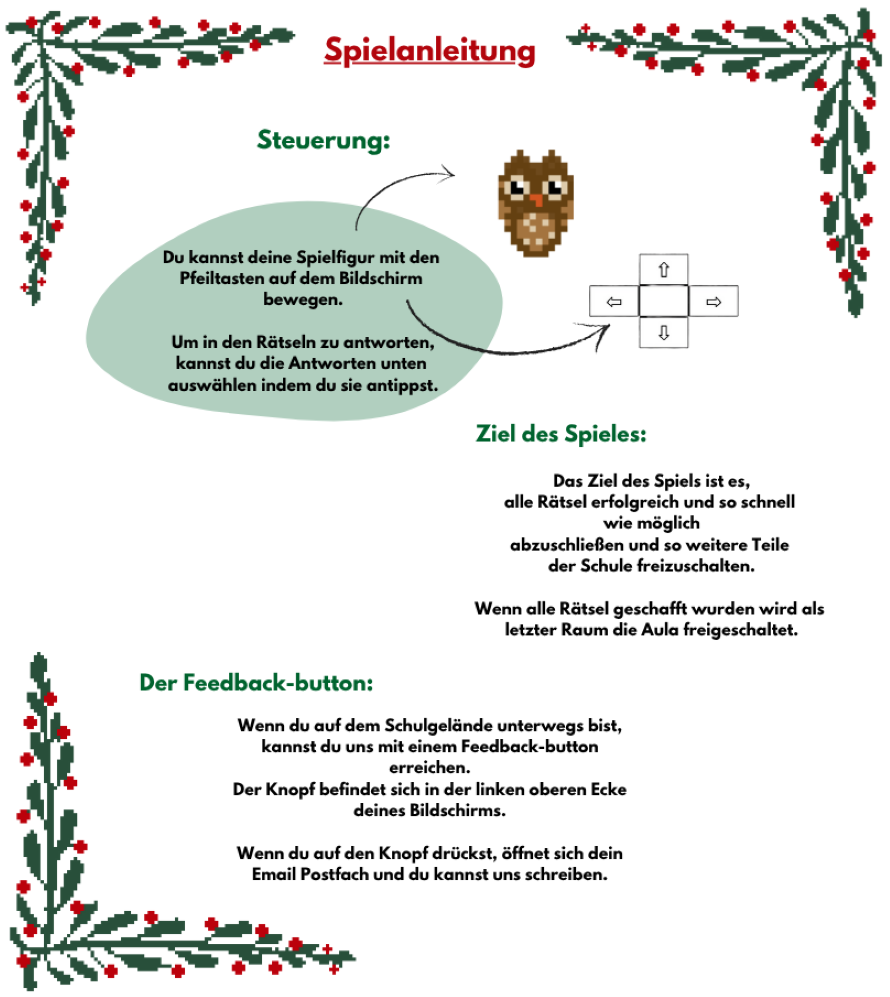 Spielanleitung
Steuerung:
Du kannst deine Spielfigur mit den
Pfeiltasten auf dem Bildschirm
bewegen.
Um in den Rätseln zu antworten,
kannst du die Antworten unten
auswählen indem du sie antippst.
Ziel des Spieles:
Das Ziel des Spiels ist es,
alle Rätsel erfolgreich und so schnell
wie möglich
abzuschließen und so weitere Teile
der Schule freizuschalten.
Wenn alle Rätsel geschafft wurden wird als
letzter Raum die Aula freigeschaltet.
Der Feedback-button:
Wenn du auf dem Schulgelände unterwegs bist,
kannst du uns mit einem Feedback-button
erreichen.
Der Knopf befindet sich in der linken oberen Ecke
deines Bildschirms.
Wenn du auf den Knopf drückst, öffnet sich dein
Email Postfach und du kannst uns schreiben.